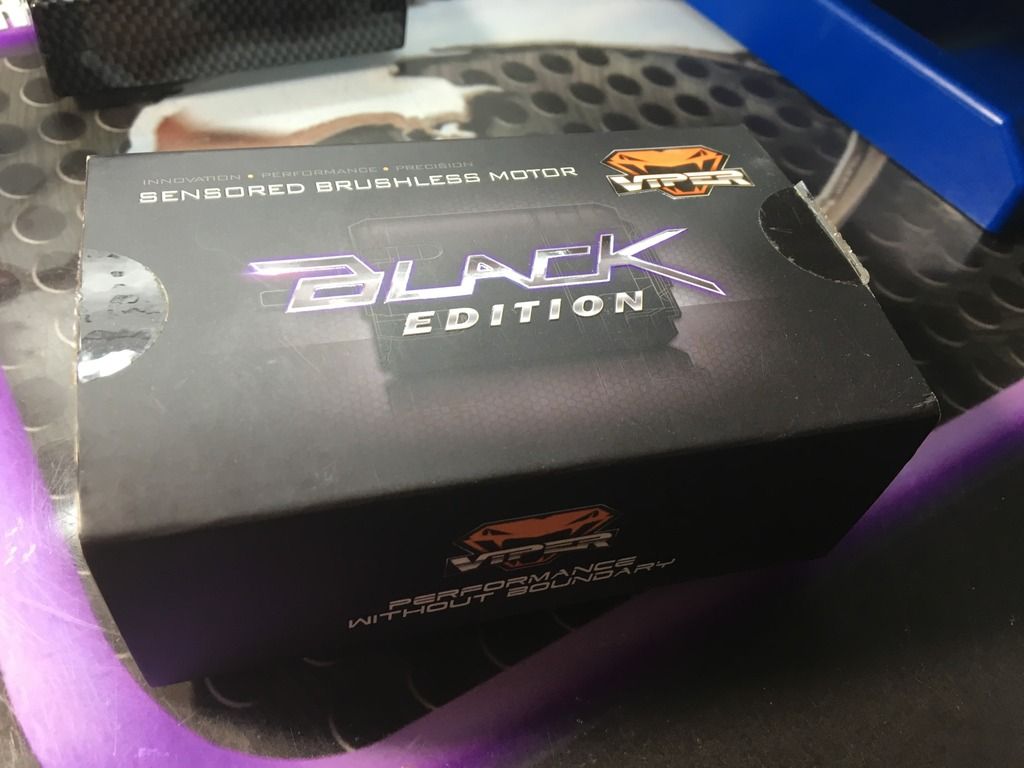 INNOVATION • PERFORMANCE • PRECISION
SENSORED BRUSHLESS MOTOR
VIPER
BLACK
EDITION
VIPER
PERFORMANCE
WITHOUT BOUNDARY